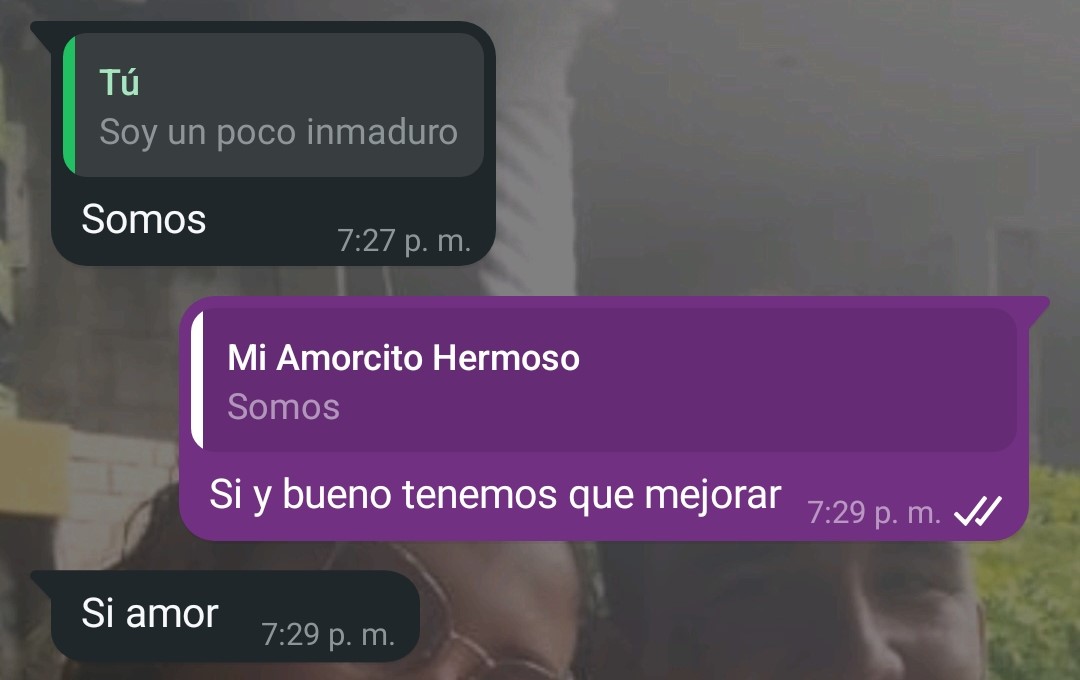 Tú
Soy un poco inmaduro
Somos
7:27 p. m.
Mi Amorcito Hermoso
Somos
Si y bueno tenemos que mejorar
7:29 p. m.
Si amor
7:29 p. m.